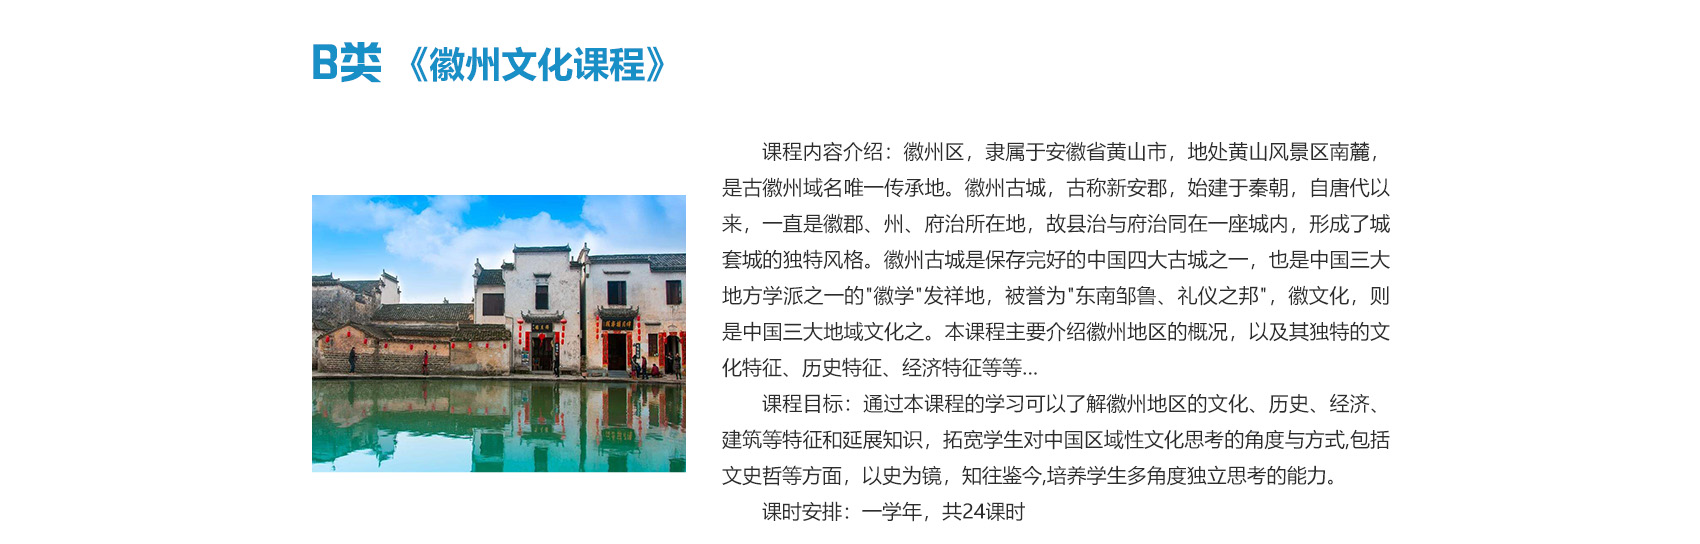 B类《徽州文化课程》
课程内容介绍：徽州区，隶属于安徽省黄山市，地处黄山风景区南麓，
是古徽州域名唯一传承地。徽州古城，古称新安郡，始建于秦朝，自唐代以
来，一直是徽郡、州、府治所在地，故县治与府治同在一座城内，形成了城
套城的独特风格。徽州古城是保存完好的中国四大古城之一，也是中国三大
地方学派之一的"徽学"发祥地，被誉为"东南邹鲁、礼仪之邦"，徽文化，则
是中国三大地域文化之。本课程主要介绍徽州地区的概况，以及其独特的文
化特征、历史特征、经济特征等等...
课程目标：通过本课程的学习可以了解徽州地区的文化、历史、经济、
建筑等特征和延展知识，拓宽学生对中国区域性文化思考的角度与方式,包括
文史哲等方面，以史为镜，知往鉴今,培养学生多角度独立思考的能力。
课时安排：一学年，共24课时